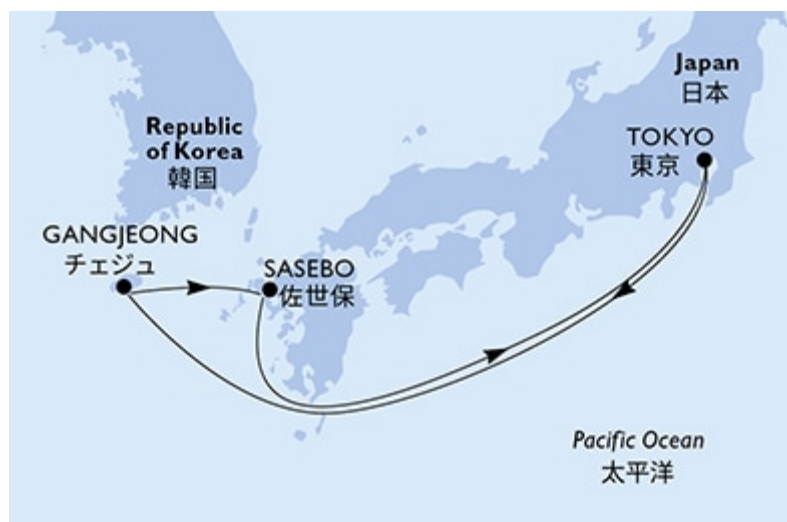 Japan
日本
TOKYO
東京
Republic
of Korea
韓国
GANGJEONG
チェジュ
SASEBO
佐世保
Pacific Ocean
太平洋